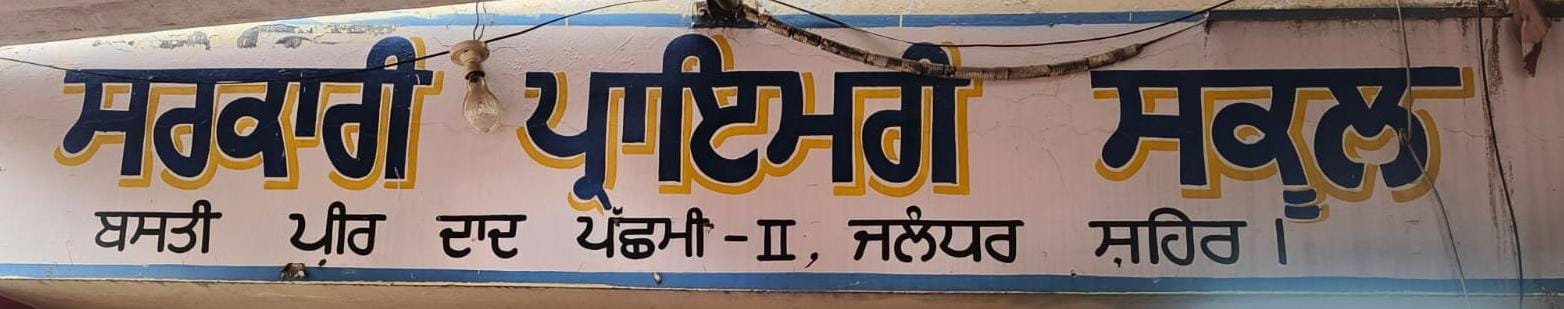 ਸਰਕਾਰੀ ਪ੍ਰਾਇਮਰੀ ਸਕੂਲ
ਬਸਤੀ ਪੀਰ ਦਾਦ ਪੱਛਮੀ -II, ਜਲੰਧਰ ਸ਼ਹਿਰ।